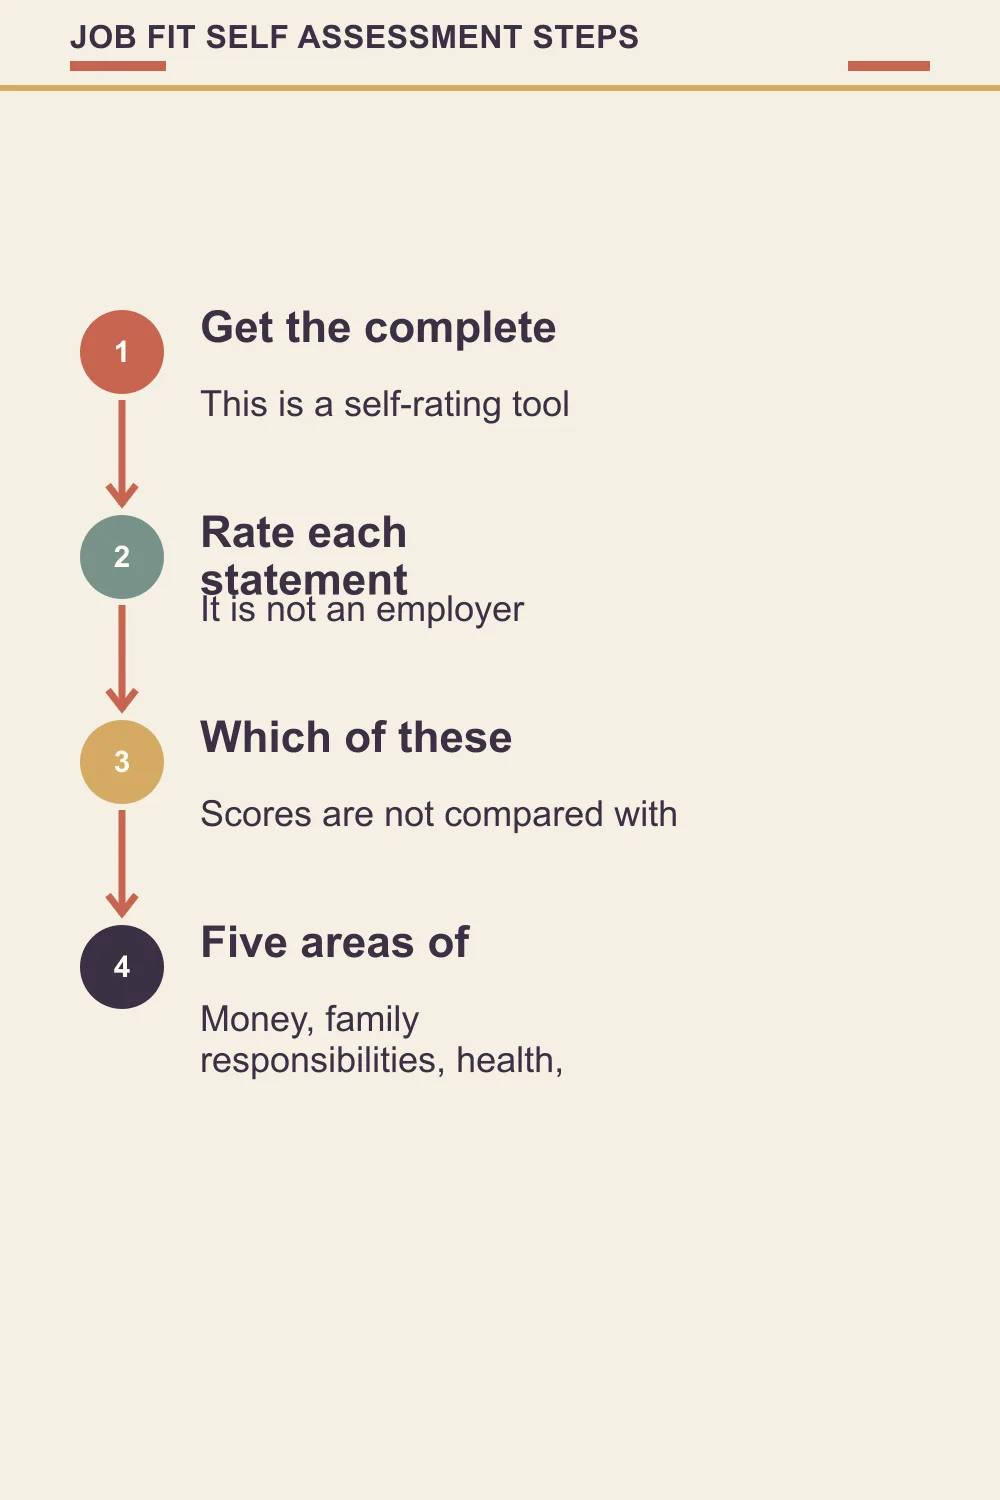 JOB FIT SELF ASSESSMENT STEPS
1
Get the complete
This is a self-rating tool
2
Rate each
statement
It is not an employer
3
Which of these
Scores are not compared with
4
Five areas of
Money, family
responsibilities, health,